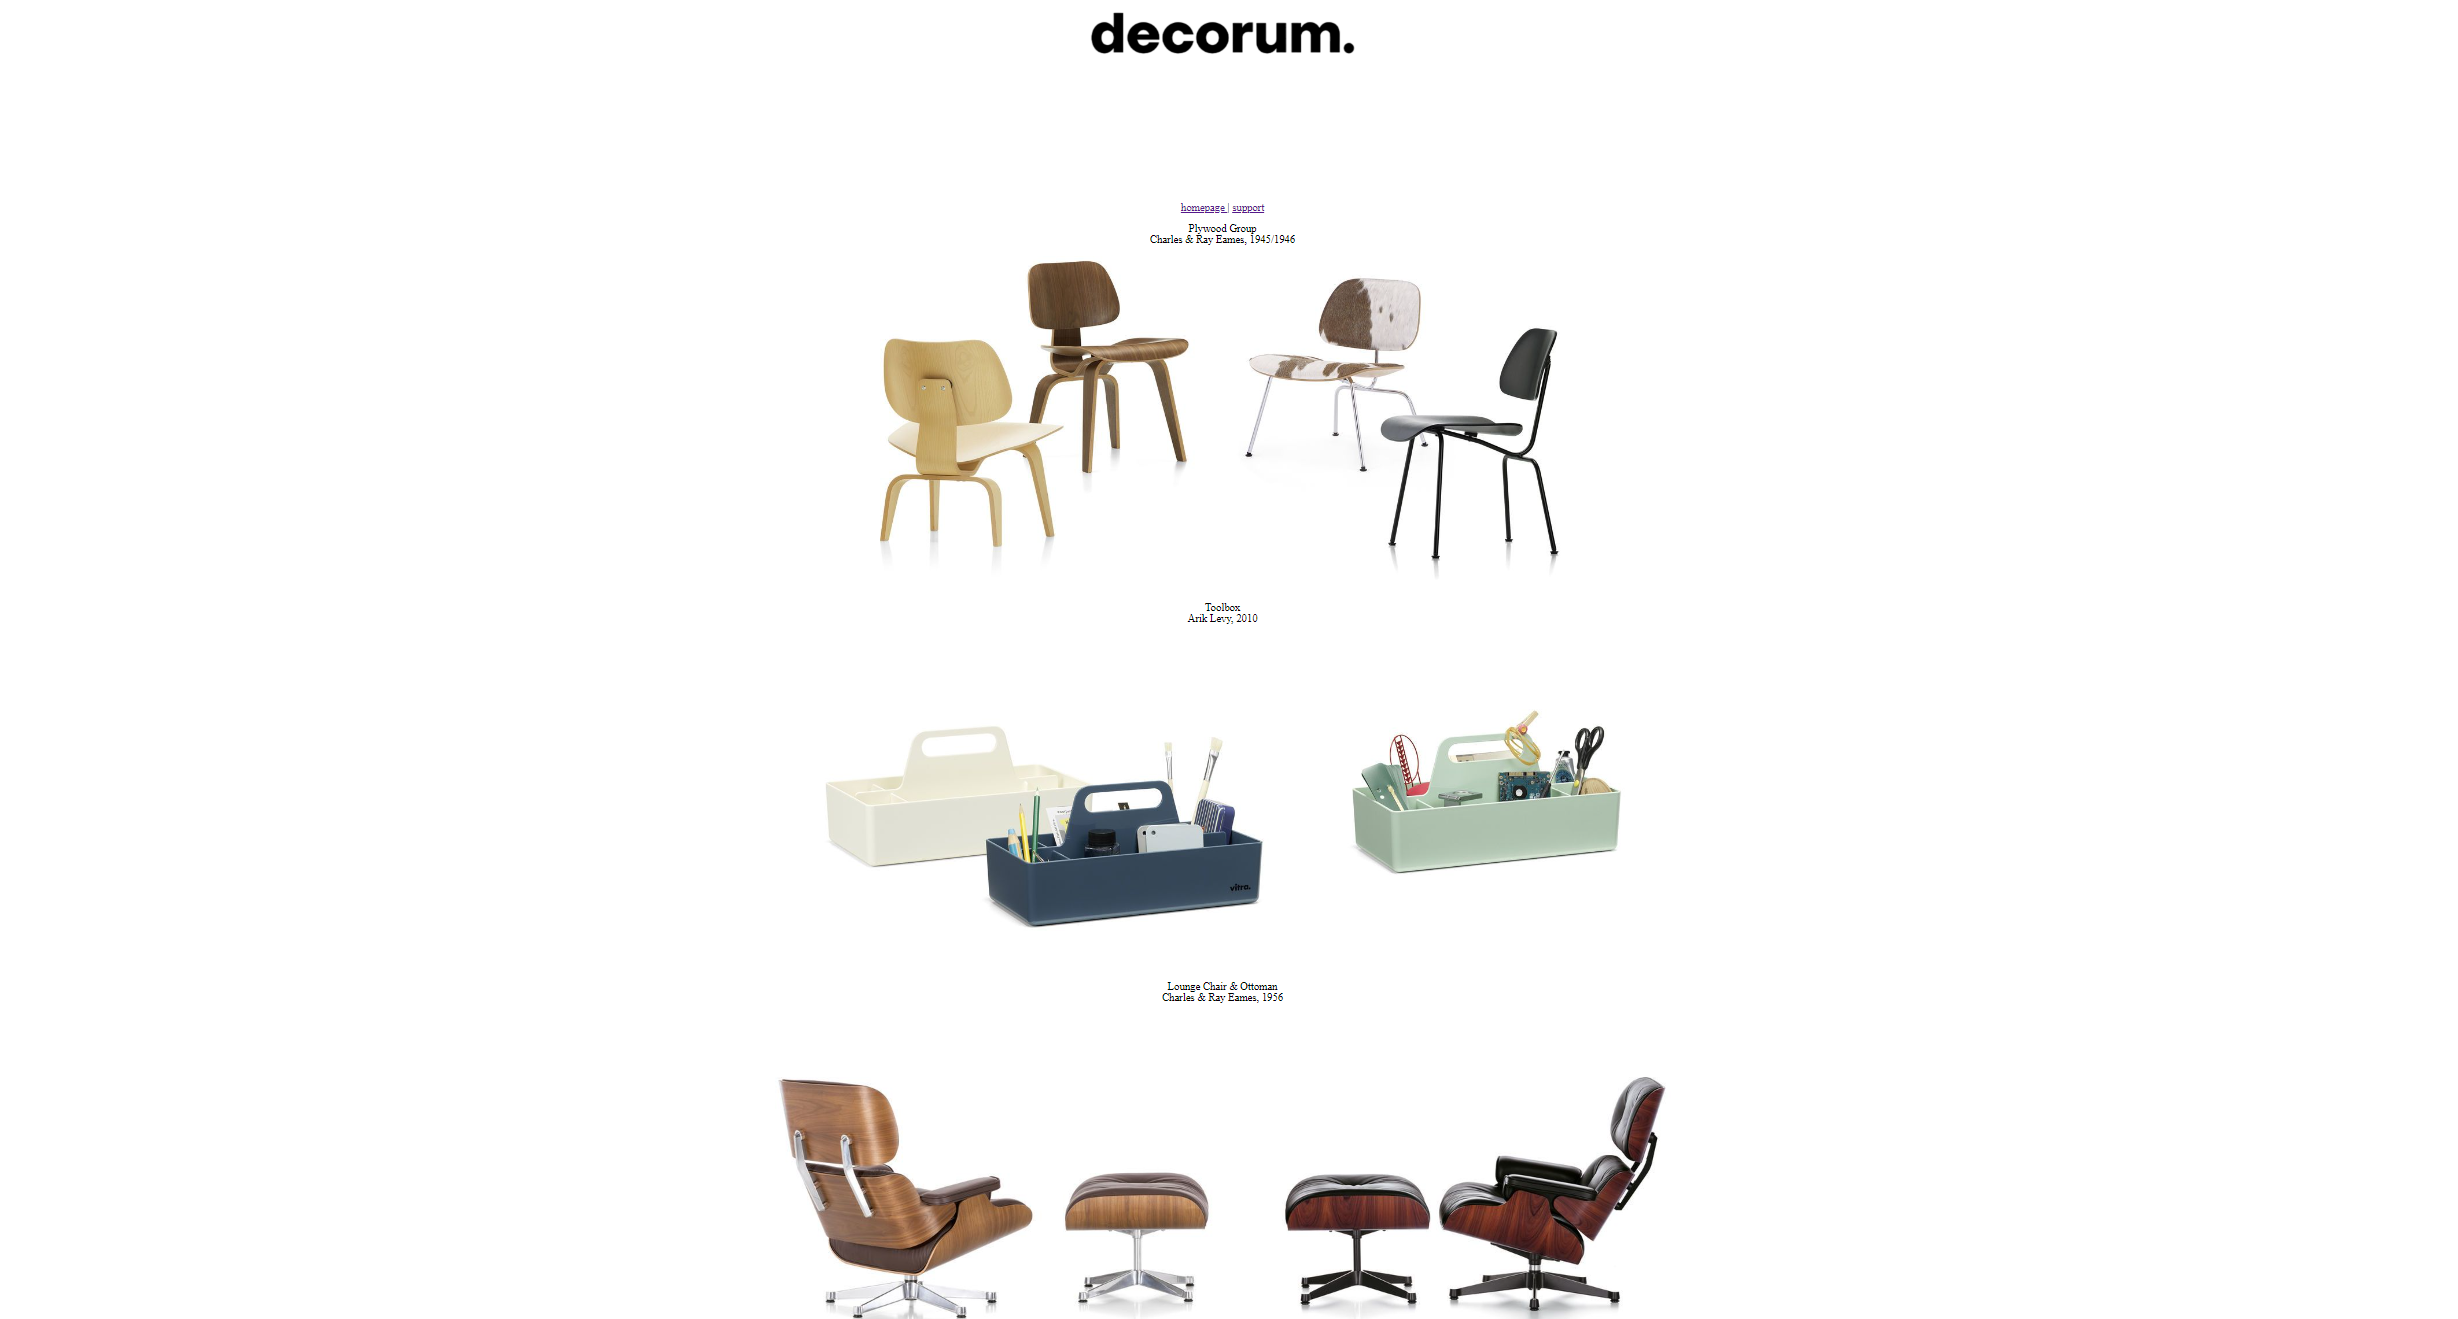 decorum.
homepage | support
Plywood Group
Charles & Ray Eames, 1945/1946
Toolbox
Arik Levy, 2010
vitra.
Lounge Chair & Ottoman
Charles & Ray Eames, 1956